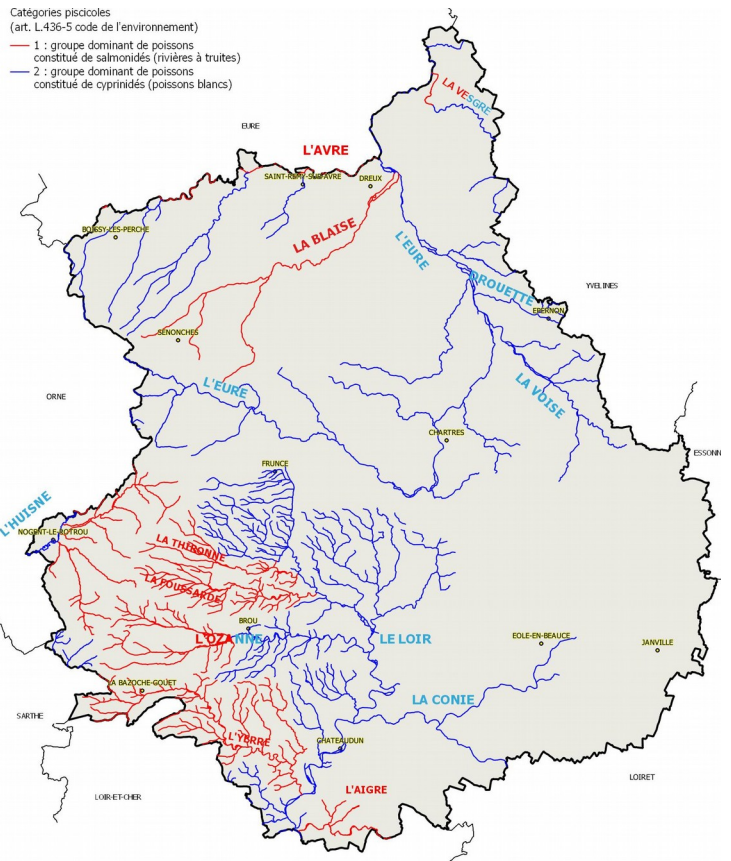 Catégories piscicoles
(art. L.436-5 code de l'environnement)
1 : groupe dominant de poissons
constitué de salmonidés (rivières à truites)
2 : groupe dominant de poissons
constitué de cyprinidés (poissons blancs)
LA VESGRE
EURE
L'AVRE
SAINT-REMY-SUR-AVRE
DREUX
BOISSY-LES-PERCHE
LA BLAISE
L'EURE
DROUETTE
YVELINES
EPERNON
SENONCHES
L'EURE
LA VOISE
ORNE
CHARTRES
ESSONN
FRUNCE
L'HUISNE
NOGENT-LE-ROTROU
LA THIRONNE
LA FOUSSARDE
BROU
L'OZANNE
LE LOIR
EOLE-EN-BEAUCE
JANVILLE
LA BAZOCHE-GOUET
LA CONIE
SARTHE
L'YERRE
CHATEAUDUN
LOIRET
L'AIGRE
LOIR-ET-CHER